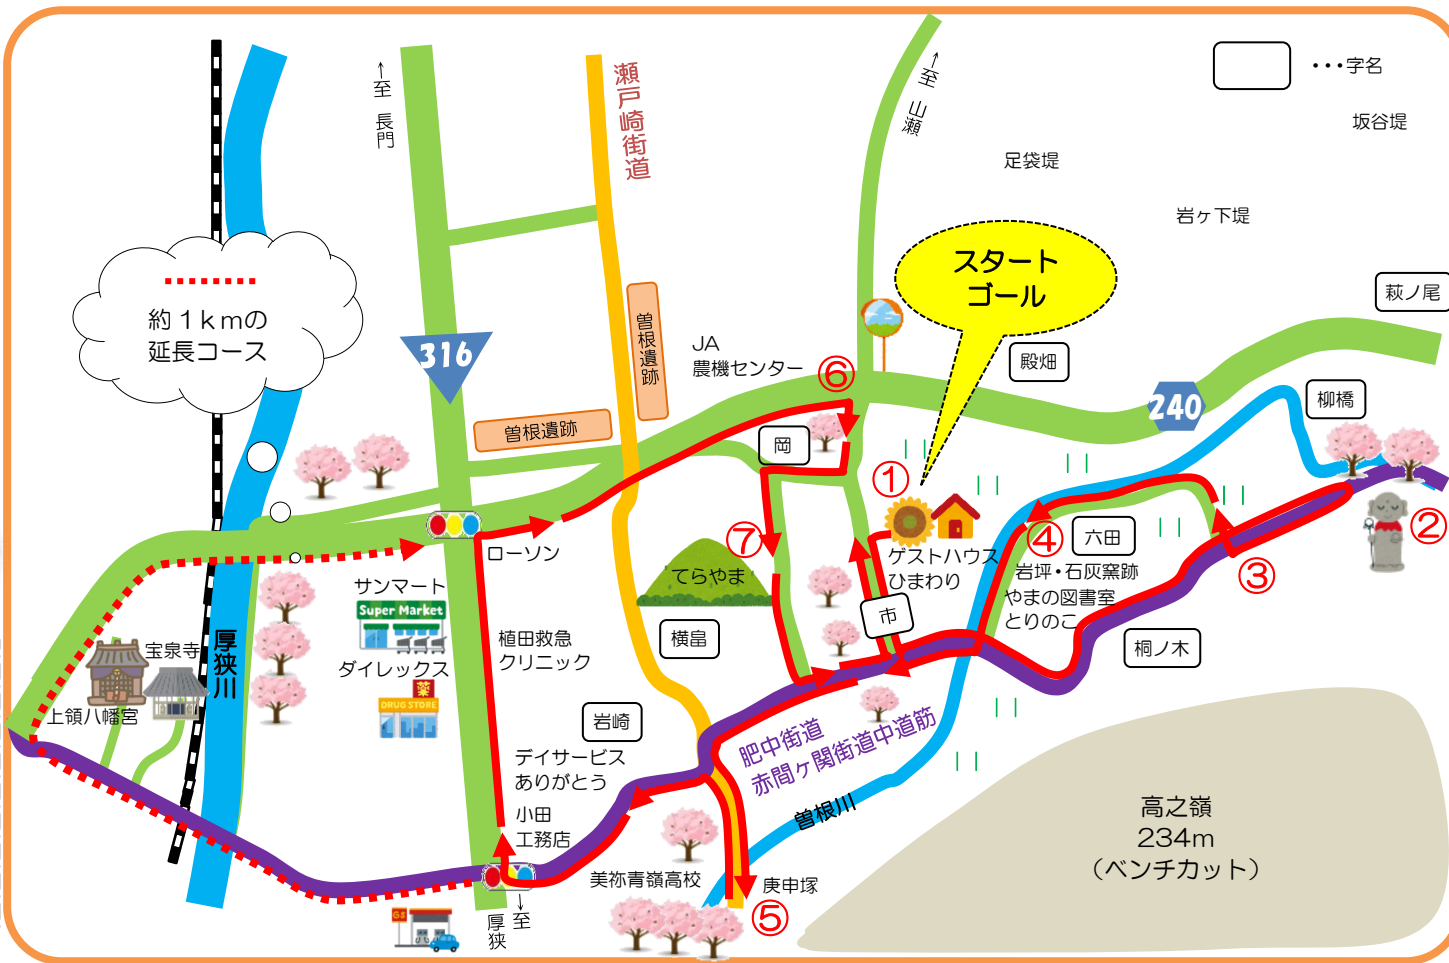 ・・・字名
坂谷堤
足袋堤
岩ヶ下堤
萩ノ尾
←至 長門
瀬戸崎街道
←至 山瀬
スタート
ゴール
約1kmの
延長コース
316
曽根遺跡
曽根遺跡
JA
農機センター
⑥
殿畑
240
柳橋
岡
①
②
ローソン
⑦
てらやま
ゲストハウス
ひまわり
④
六田
③
岩坪・石灰窯跡
やまの図書室
とりのこ
サンマート
Super Market
ダイレックス
薬
DRUG STORE
植田救急
クリニック
横畠
市
桐ノ木
宝泉寺
上領八幡宮
厚狭川
岩崎
デイサービス
ありがとう
小田
工務店
肥中街道
赤間ヶ関街道中道筋
曽根川
高之嶺
234m
（ベンチカット）
美祢青嶺高校
庚申塚
⑤
GS
←至
厚狭